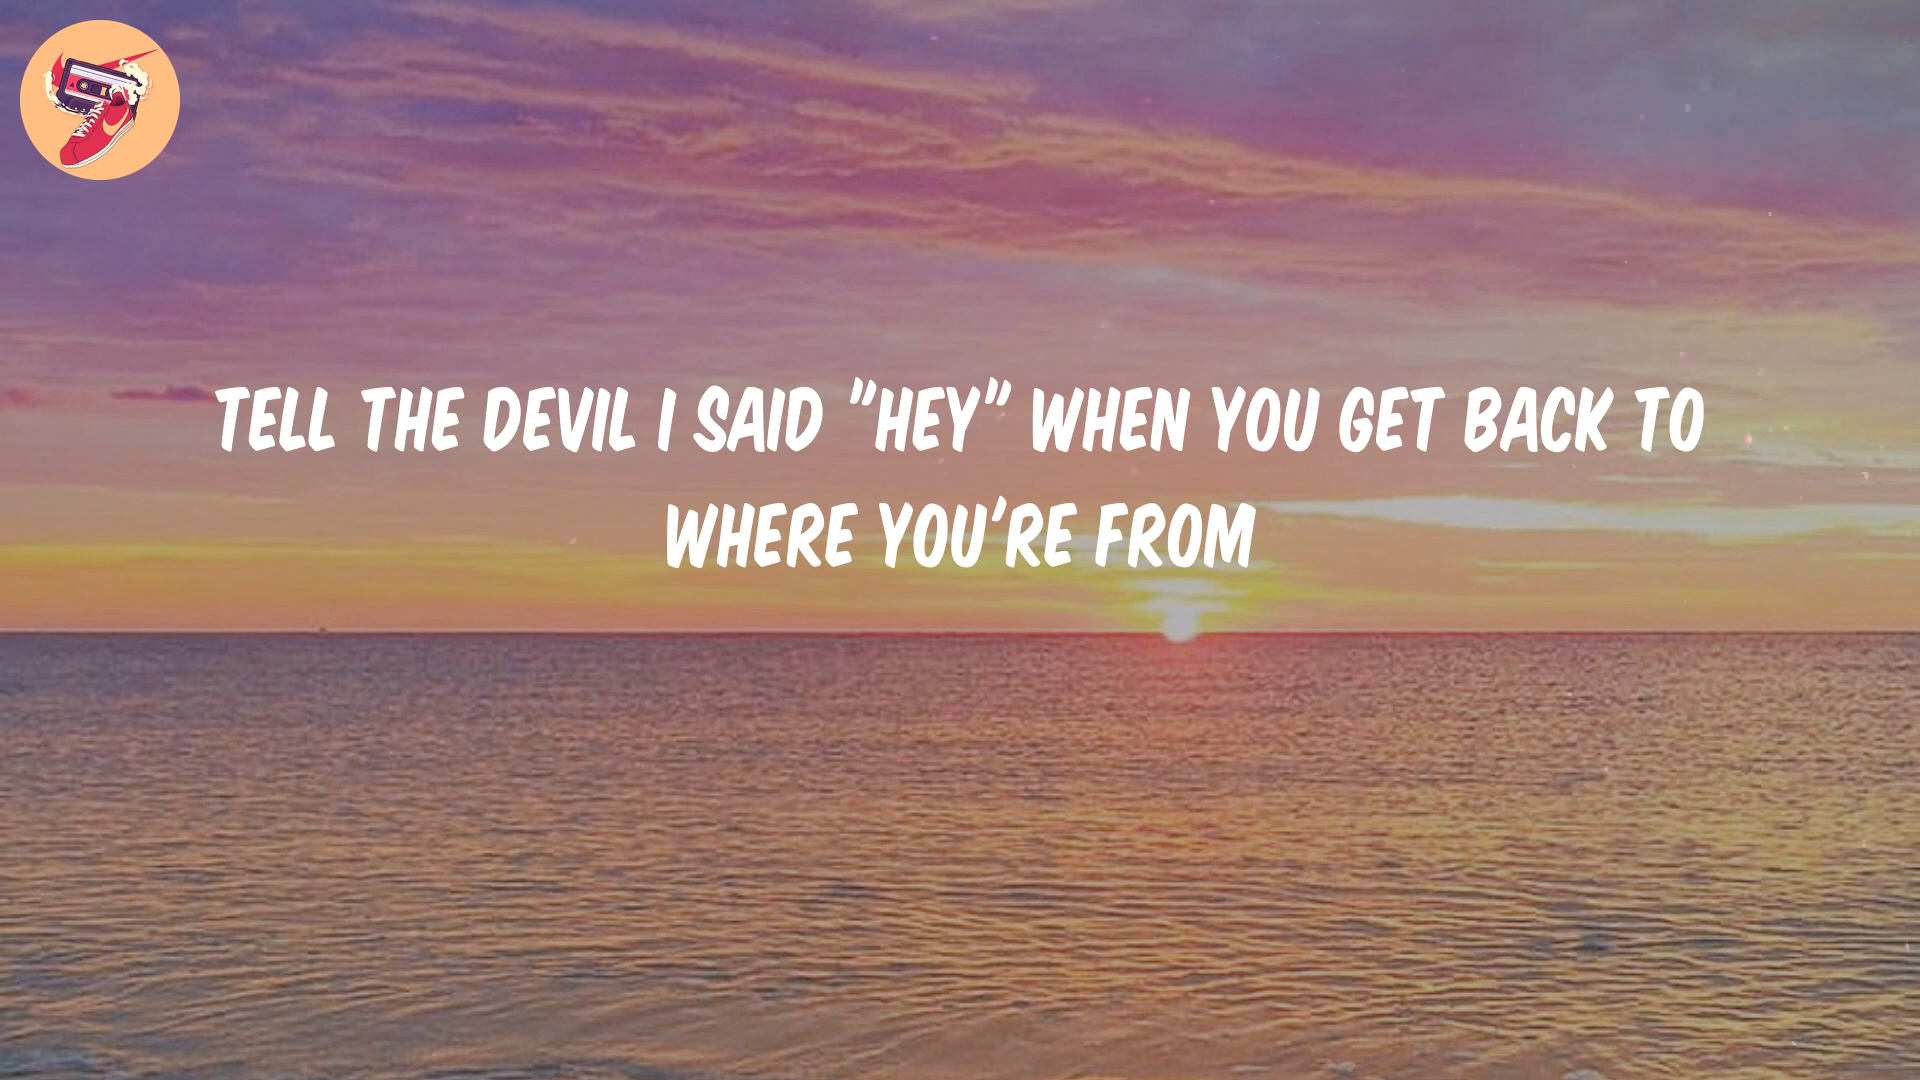 TELL THE DEVIL I SAID "HEY" WHEN YOU GET BACK TO
WHERE YOU'RE FROM